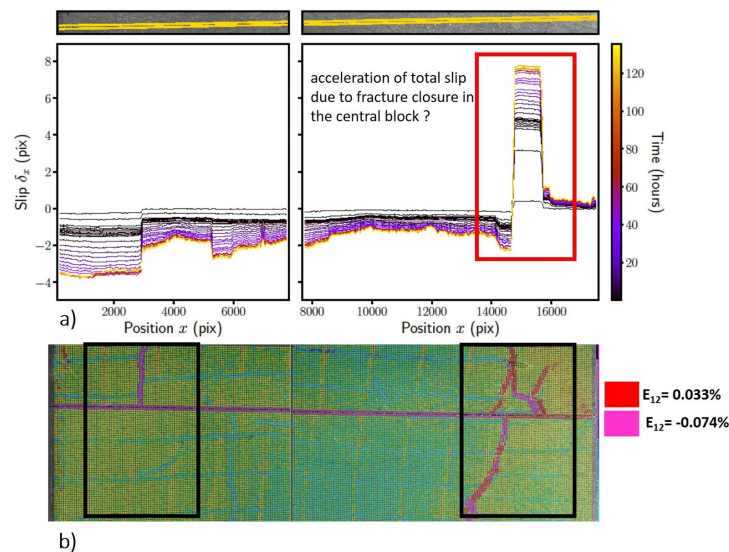 8
6
4
2
0
−2
−4
Slip δx (pix)
acceleration of total slip
due to fracture closure in
the central block ?
120
100
80
60
40
20
Time (hours)
2000 4000 6000
8000 10000 12000 14000 16000
a) Position x (pix) Position x (pix)
E12= 0.033%
E12= -0.074%
b)